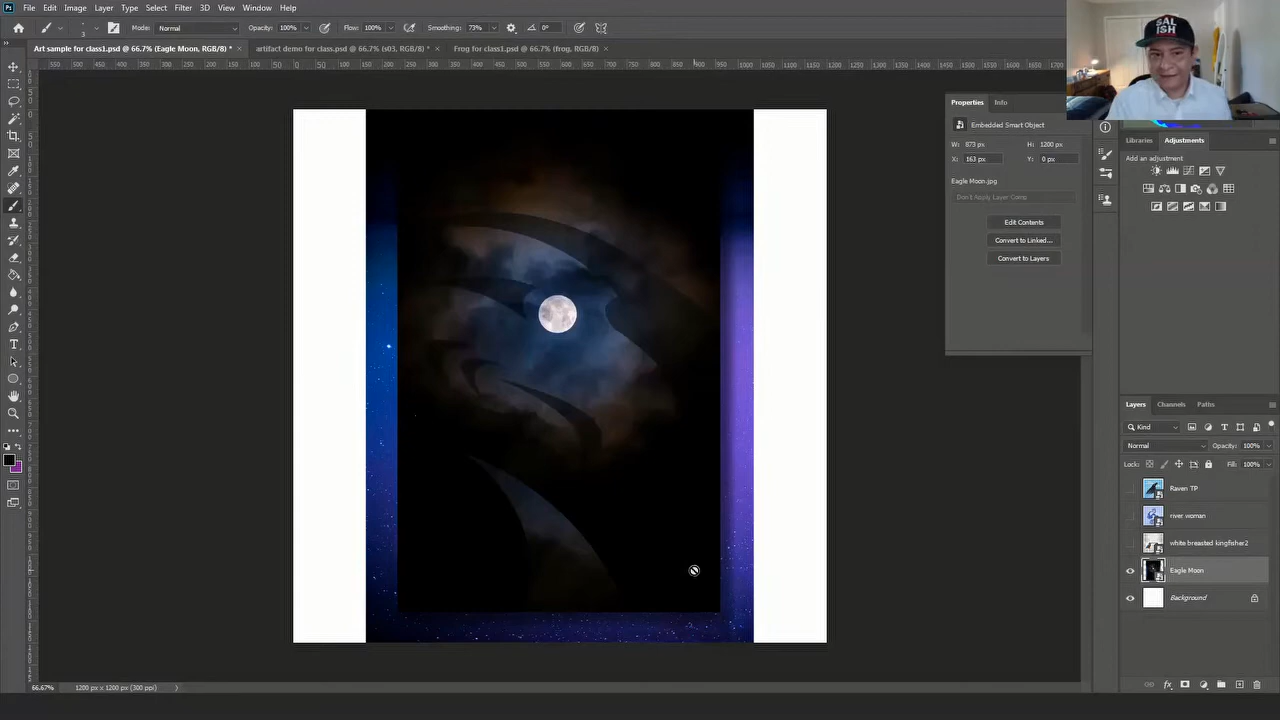 Ps File Edit Image Layer Type Select Filter 3D View Window Help
3 Mode: Normal Opacity: 100% Flow: 100% Smoothing: 73% 0°
Art sample for class1.psd @ 66.7% (Eagle Moon, RGB/8) * × artifact demo for class.psd @ 66.7% (s03, RGB/8) * × Frog for class1.psd @ 66.7% (frog, RGB/8) ×
SAL
ISH
Properties Info
Embedded Smart Object
W: 873 px H: 1200 px
X: 163 px Y: 0 px
Eagle Moon.jpg
Don't Apply Layer Comp
Edit Contents
Convert to Linked...
Convert to Layers
Libraries Adjustments
Add an adjustment
Layers Channels Paths
Kind
Normal Opacity: 100%
Lock: Fill: 100%
Raven TP
river woman
white breasted kingfisher2
Eagle Moon
Background
66.67% 1200 px x 1200 px (300 ppi)